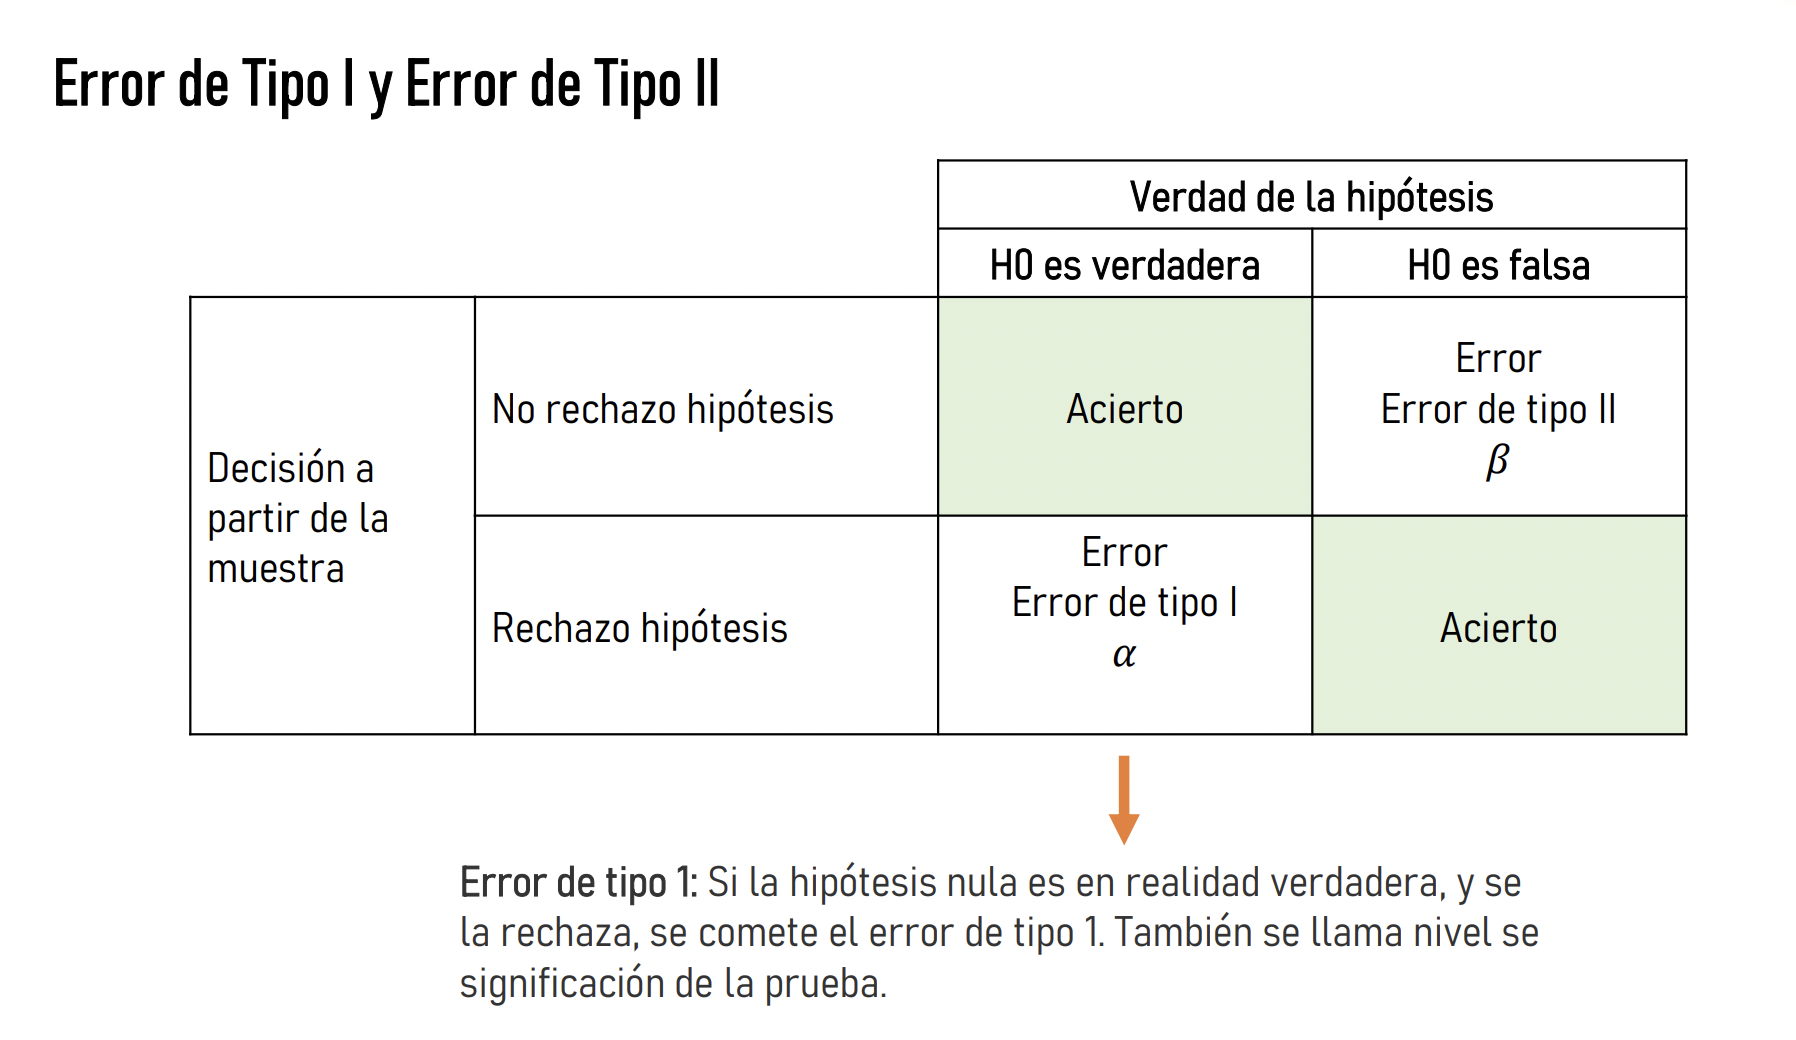 Error de Tipo I y Error de Tipo II
Verdad de la hipótesis
H0 es verdadera
H0 es falsa
Decisión a
partir de la
muestra
No rechazo hipótesis
Acierto
Error
Error de tipo II
β
Rechazo hipótesis
Error
Error de tipo I
α
Acierto
Error de tipo 1: Si la hipótesis nula es en realidad verdadera, y se
la rechaza, se comete el error de tipo 1. También se llama nivel se
significación de la prueba.